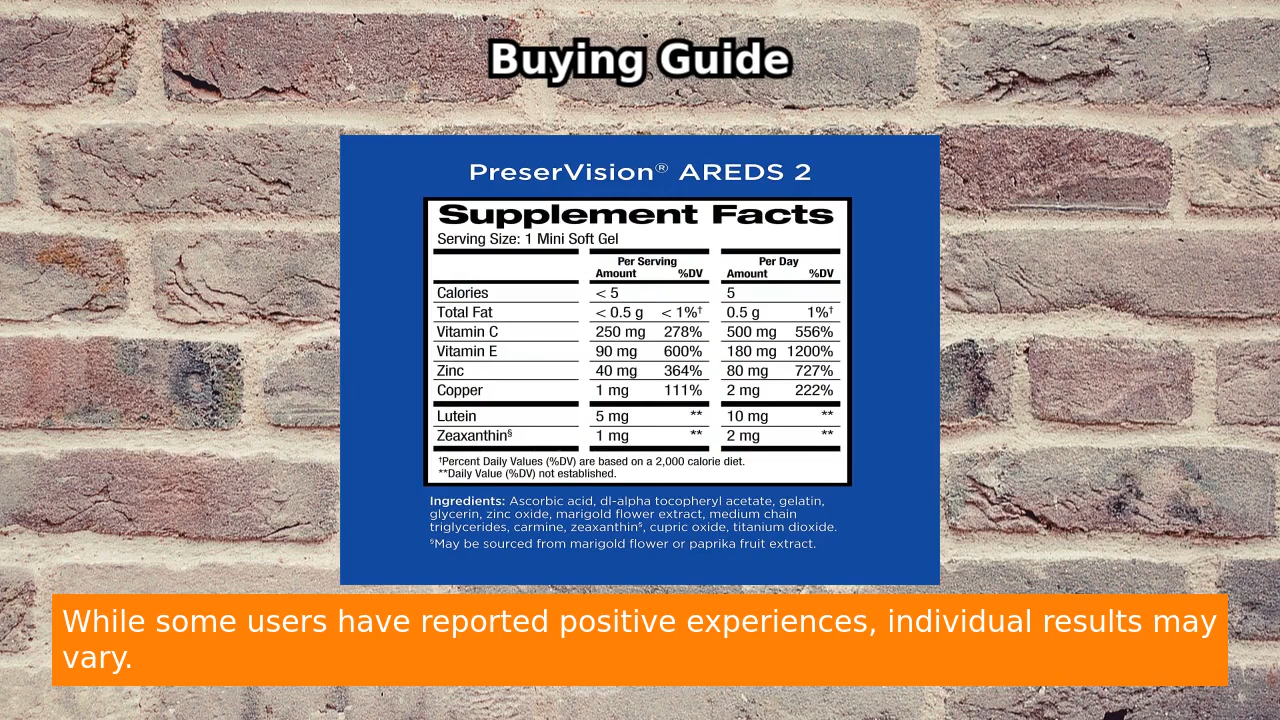 Buying Guide
PreserVision® AREDS 2
Supplement Facts
Serving Size: 1 Mini Soft Gel
Per Serving Per Day
Amount %DV Amount %DV
Calories < 5 5
Total Fat < 0.5 g < 1%† 0.5 g 1%†
Vitamin C 250 mg 278% 500 mg 556%
Vitamin E 90 mg 600% 180 mg 1200%
Zinc 40 mg 364% 80 mg 727%
Copper 1 mg 111% 2 mg 222%
Lutein 5 mg ** 10 mg **
Zeaxanthin§ 1 mg ** 2 mg **
†Percent Daily Values (%DV) are based on a 2,000 calorie diet.
**Daily Value (%DV) not established.
Ingredients: Ascorbic acid, dl-alpha tocopheryl acetate, gelatin,
glycerin, zinc oxide, marigold flower extract, medium chain
triglycerides, carmine, zeaxanthin§, cupric oxide, titanium dioxide.
§May be sourced from marigold flower or paprika fruit extract.
While some users have reported positive experiences, individual results may
vary.